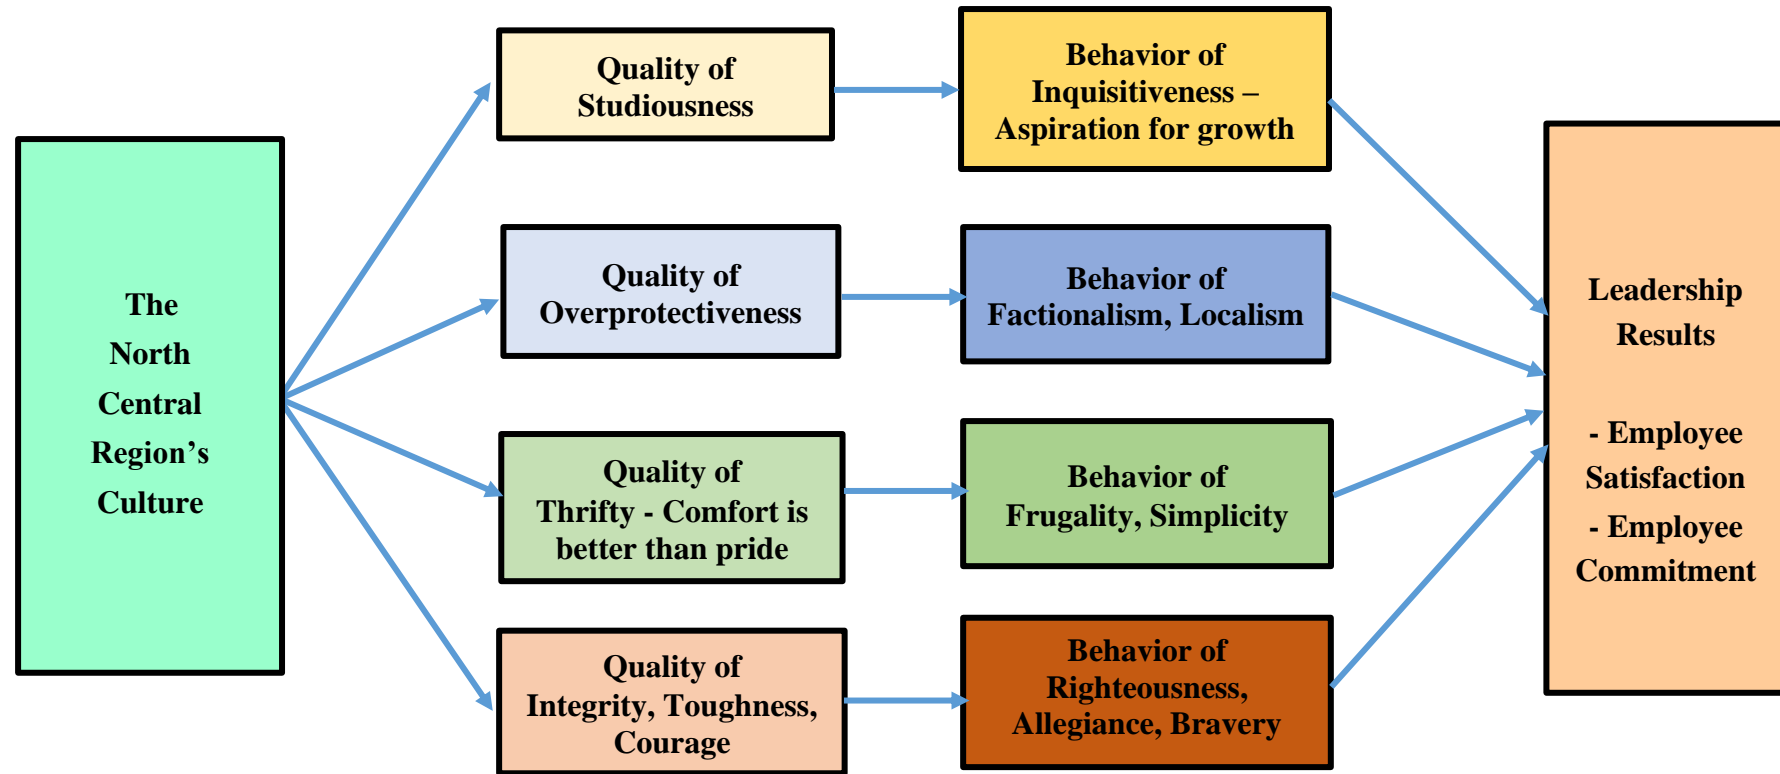 The
North
Central
Region’s
Culture
Quality of
Studiousness
Behavior of
Inquisitiveness –
Aspiration for growth
Quality of
Overprotectiveness
Behavior of
Factionalism, Localism
Quality of
Thrifty - Comfort is
better than pride
Behavior of
Frugality, Simplicity
Quality of
Integrity, Toughness,
Courage
Behavior of
Righteousness,
Allegiance, Bravery
Leadership
Results
- Employee
Satisfaction
- Employee
Commitment